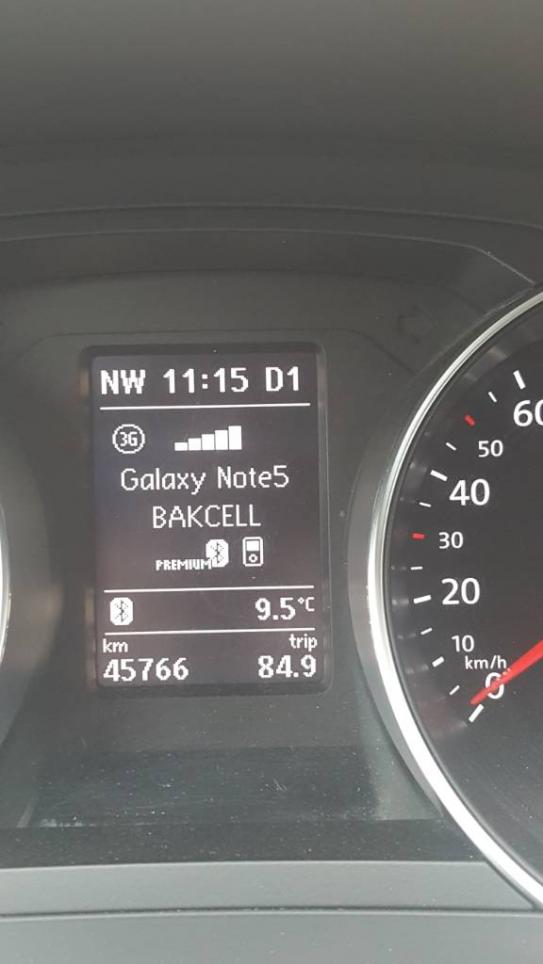 NW 11:15 D1
3G
Galaxy Note5
BAKCELL
PREMIUM
9.5°C
km trip
45766 84.9
60
50
40
30
20
10
km/h
0